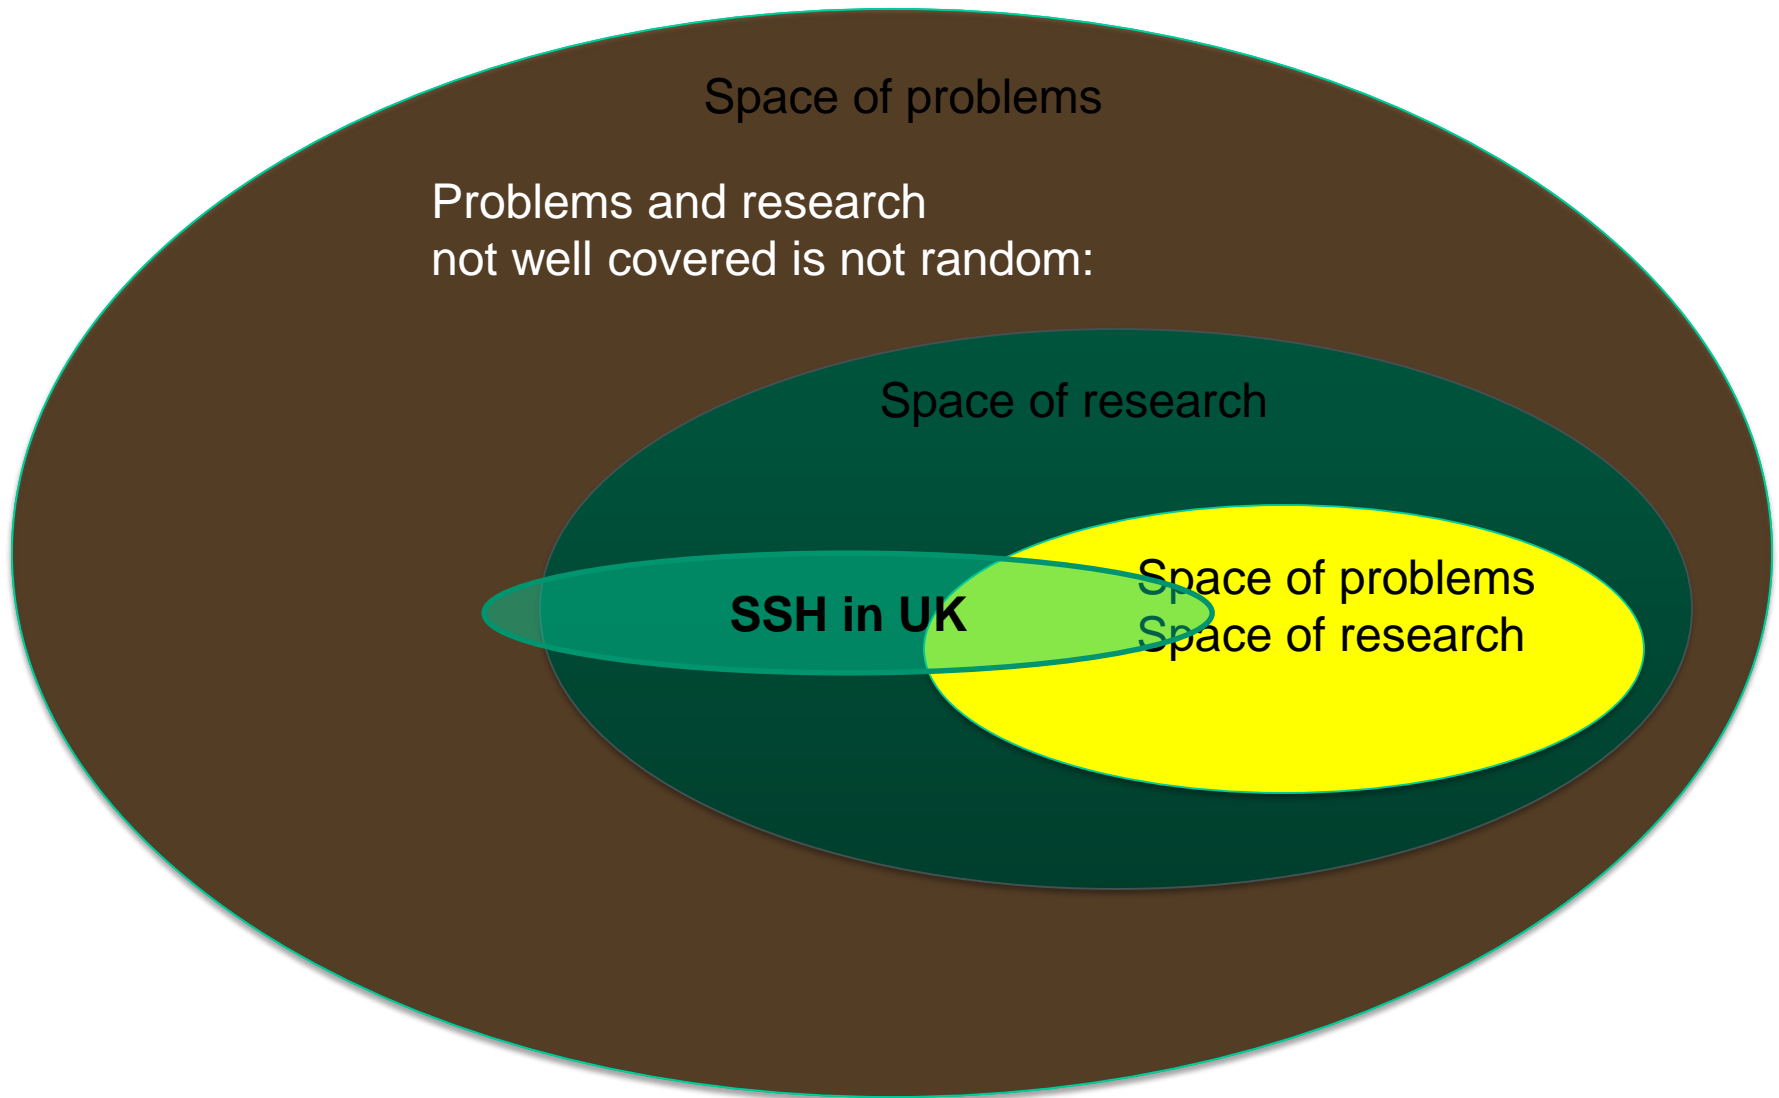 Space of problems
Problems and research
not well covered is not random:
Space of research
Space of problems
SSH in UK
Space of research